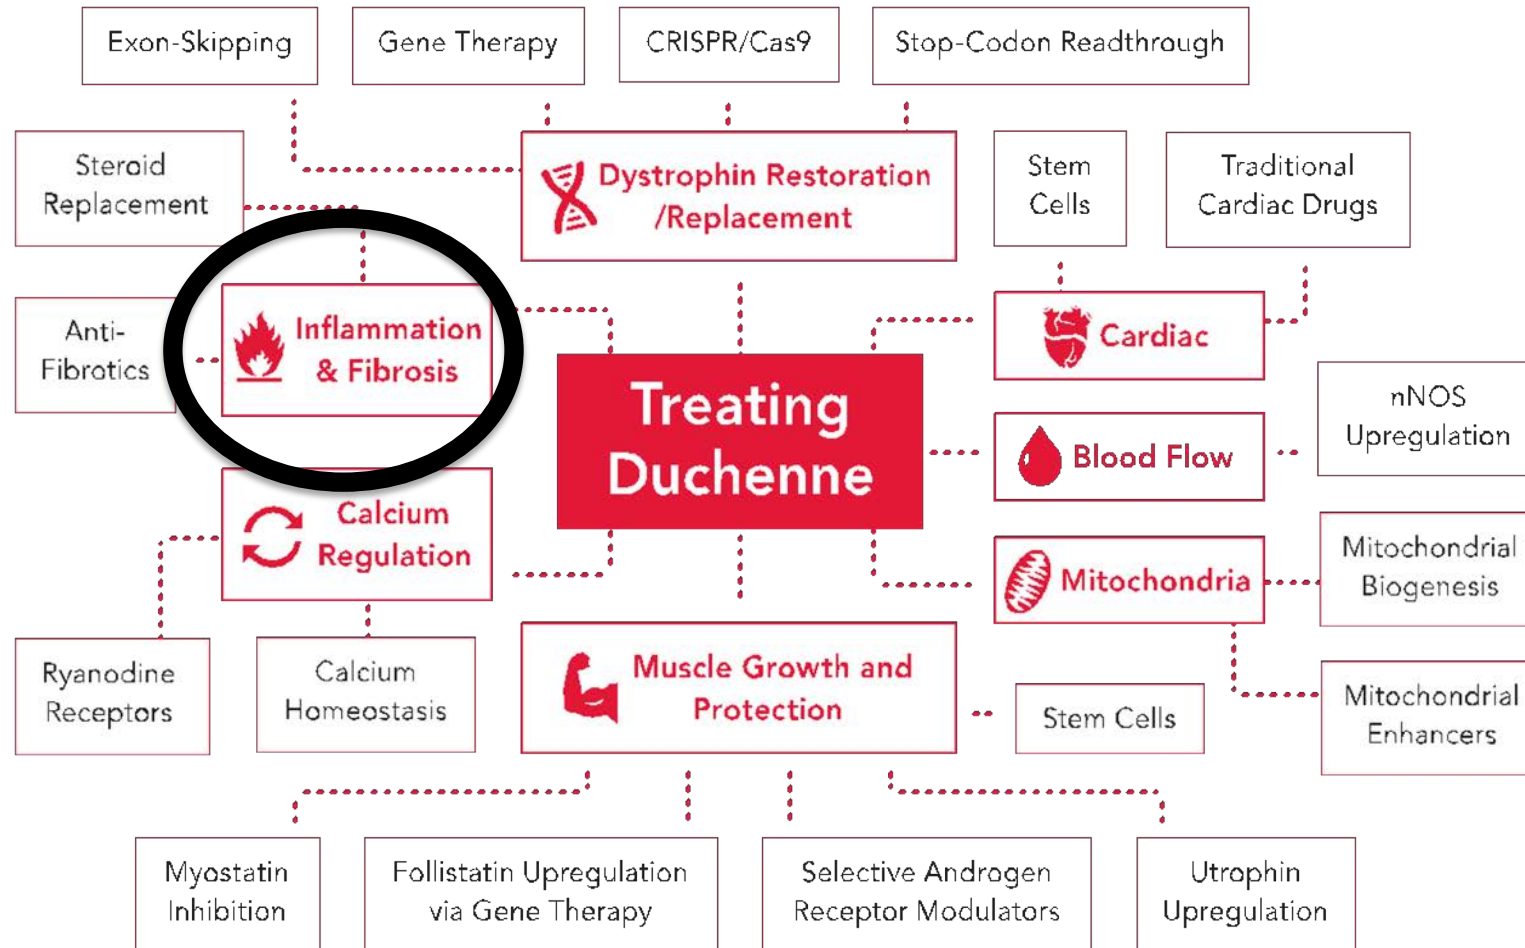 Exon-Skipping
Gene Therapy
CRISPR/Cas9
Stop-Codon Readthrough
Steroid
Replacement
Dystrophin Restoration
/Replacement
Stem
Cells
Traditional
Cardiac Drugs
Anti-
Fibrotics
Inflammation
& Fibrosis
Cardiac
Treating
Duchenne
nNOS
Upregulation
Blood Flow
Calcium
Regulation
Mitochondria
Mitochondrial
Biogenesis
Ryanodine
Receptors
Calcium
Homeostasis
Muscle Growth and
Protection
Stem Cells
Mitochondrial
Enhancers
Myostatin
Inhibition
Follistatin Upregulation
via Gene Therapy
Selective Androgen
Receptor Modulators
Utrophin
Upregulation